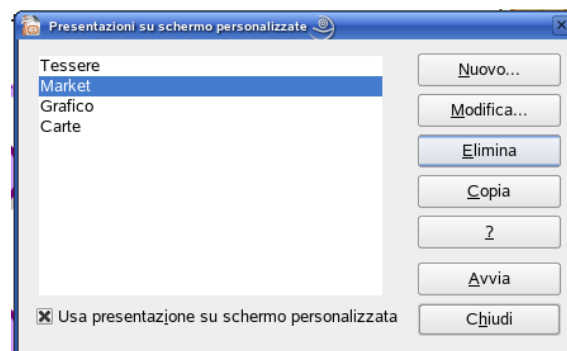 Presentazioni su schermo personalizzate
Tessere
Market
Grafico
Carte
Nuovo...
Modifica...
Elimina
Copia
?
Avvia
Usa presentazione su schermo personalizzata
Chiudi